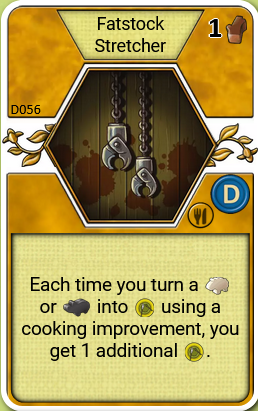 Fatstock
Stretcher
1
D056
D
Each time you turn a
or into using a
cooking improvement, you
get 1 additional .